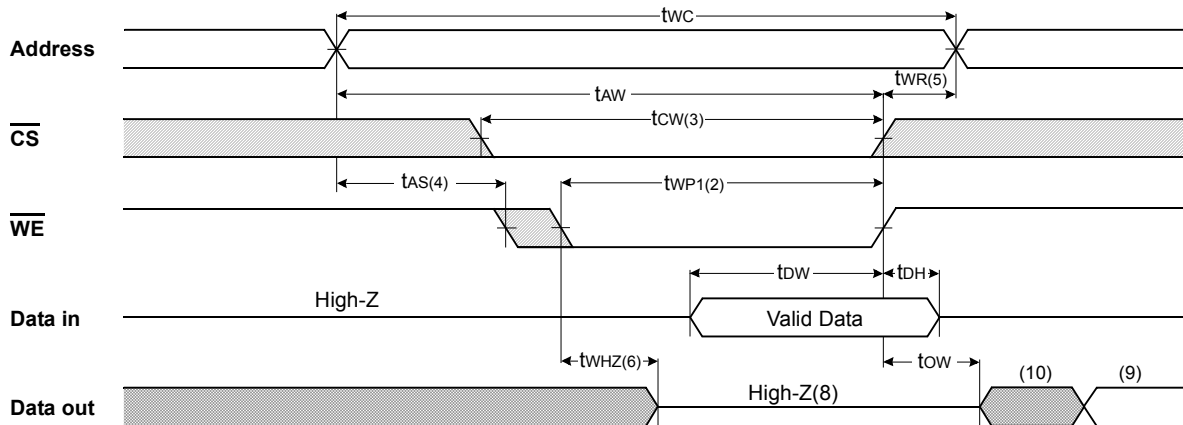 tWC
Address
tWR(5)
tAW
tCW(3)
CS
tAS(4)
tWP1(2)
WE
tDW
tDH
High-Z
Data in
Valid Data
tWHZ(6)
tOW
(10)
(9)
High-Z(8)
Data out